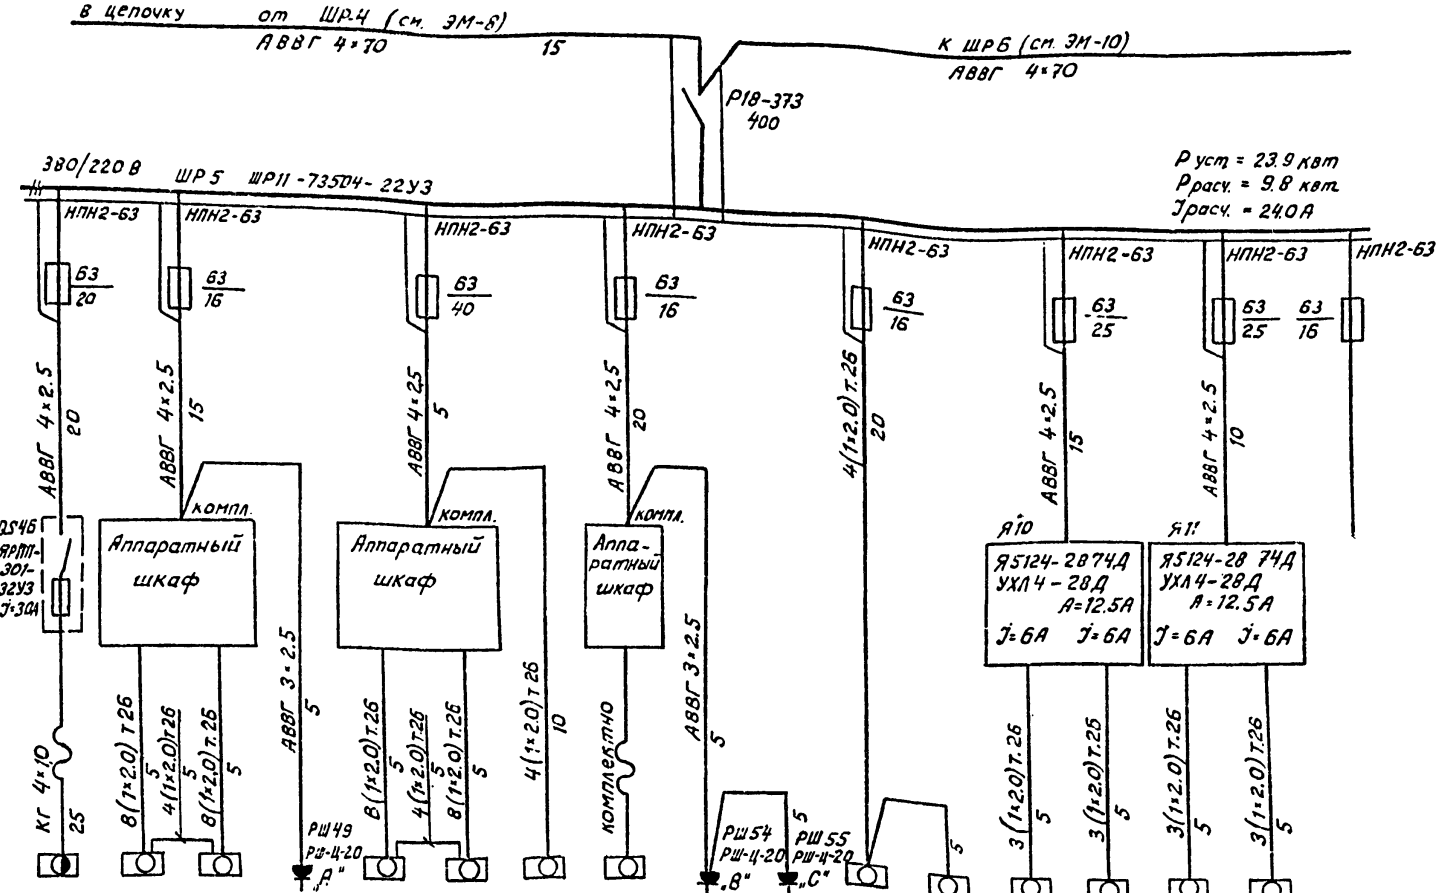 В цепочку от ШР-4 (см. ЭМ-8)
АВВГ 4×70 15
К ШР6 (см. ЭМ-10)
АВВГ 4×70
Р18-373
400
380/220 В
ШР5 ШР11-73504-22У3
Руст = 23.9 квт
Ррасч. = 9.8 квт
Jрасч. = 24.0 А
НПН2-63
НПН2-63
НПН2-63
НПН2-63
НПН2-63
НПН2-63
НПН2-63
НПН2-63
63
20
63
16
63
40
63
16
63
16
63
25
63
25
63
16
АВВГ 4×2.5
20
АВВГ 4×2.5
15
АВВГ 4×2,5
5
АВВГ 4×2,5
20
4(1×2.0)т.26
20
АВВГ 4×2.5
15
АВВГ 4×2.5
10
QS46
ЯРПП-
301-
32У3
J=30А
компл.
Аппаратный
шкаф
компл.
Аппаратный
шкаф
компл.
Аппа-
ратный
шкаф
Я10
Я5124-2874Д
УХЛ4-28Д
А=12.5А
J=6А J=6А
Я11
Я5124-28 74Д
УХЛ4-28Д
А=12.5А
J=6А J=6А
КГ 4×10
25
8(1×2.0) т26
5
4(1×2.0)т26
5
8(1×2,0) т.26
5
АВВГ 3×2.5
5
8(1×2.0)т.26
5
4(1×2.0)т.26
5
8(1×2.0)т.26
5
4(1×2.0)т26
10
комплектно
АВВГ 3×2.5
5
5
5
3(1×2.0)т.26
5
3(1×2.0)т.26
5
3(1×2.0)т.26
5
3(1×2.0)т.26
5
РШ49
РШ-Ц-20
„А"
РШ54
РШ-Ц-20
„В"
РШ55
РШ-Ц-20
„С"